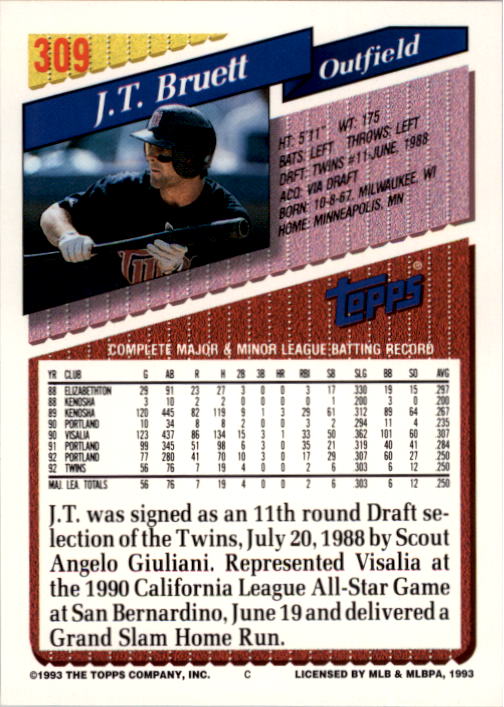 309
J.T. Bruett
Outfield
HT: 5'11" WT: 175
BATS: LEFT THROWS: LEFT
DRFT: TWINS #11-JUNE, 1988
ACQ: VIA DRAFT
BORN: 10-8-67, MILWAUKEE, WI
HOME: MINNEAPOLIS, MN
TOPPS®
COMPLETE MAJOR & MINOR LEAGUE BATTING RECORD
YR CLUB G AB R H 2B 3B HR RBI SB SLG BB SO AVG
88 ELIZABETHTON 29 91 23 27 3 0 0 3 17 .330 19 15 .297
88 KENOSHA 3 10 2 2 0 0 0 0 1 .200 3 0 .200
89 KENOSHA 120 445 82 119 9 1 3 29 61 .312 89 64 .267
90 PORTLAND 10 34 8 8 2 0 0 3 2 .294 11 4 .235
90 VISALIA 123 437 86 134 15 3 1 33 50 .362 101 60 .307
91 PORTLAND 99 345 51 98 6 3 0 35 21 .319 40 41 .284
92 PORTLAND 77 280 41 70 10 3 0 17 29 .307 60 27 .250
92 TWINS 56 76 7 19 4 0 0 2 6 .303 6 12 .250
MAJ. LEA. TOTALS 56 76 7 19 4 0 0 2 6 .303 6 12 .250
J.T. was signed as an 11th round Draft se-
lection of the Twins, July 20, 1988 by Scout
Angelo Giuliani. Represented Visalia at
the 1990 California League All-Star Game
at San Bernardino, June 19 and delivered a
Grand Slam Home Run.
©1993 THE TOPPS COMPANY, INC. C LICENSED BY MLB & MLBPA, 1993